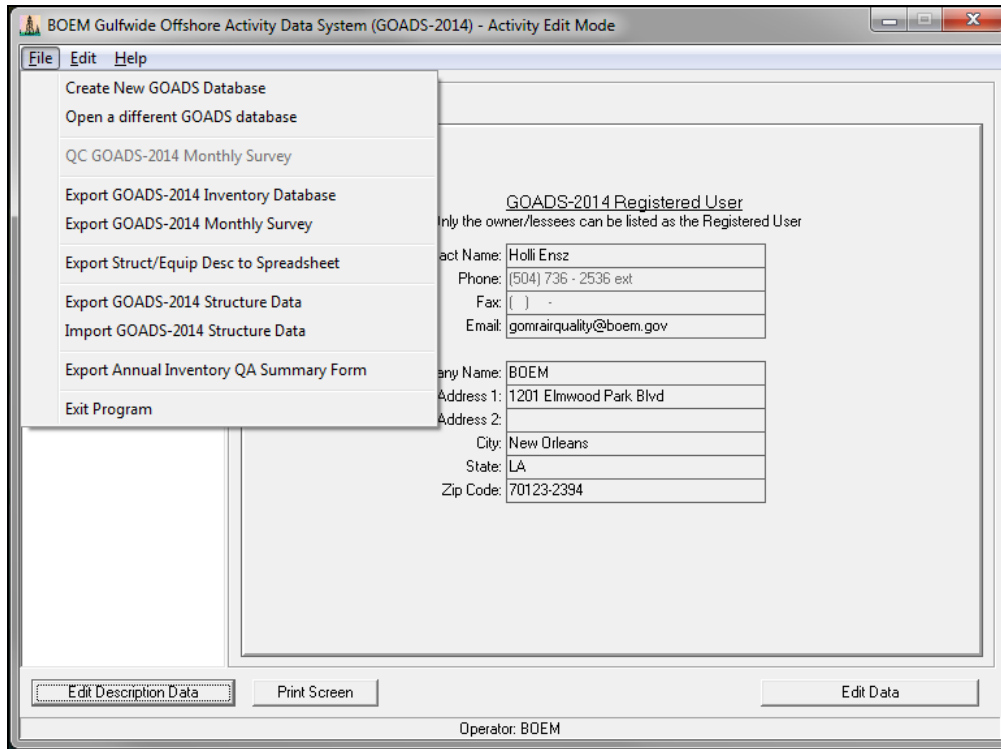 BOEM Gulfwide Offshore Activity Data System (GOADS-2014) - Activity Edit Mode
File Edit Help
Create New GOADS Database
Open a different GOADS database
QC GOADS-2014 Monthly Survey
Export GOADS-2014 Inventory Database
Export GOADS-2014 Monthly Survey
Export Struct/Equip Desc to Spreadsheet
Export GOADS-2014 Structure Data
Import GOADS-2014 Structure Data
Export Annual Inventory QA Summary Form
Exit Program
GOADS-2014 Registered User
nly the owner/lessees can be listed as the Registered User
act Name: Holli Ensz
Phone: (504) 736 - 2536 ext
Fax: ( ) -
Email: gomrairquality@boem.gov
any Name: BOEM
Address 1: 1201 Elmwood Park Blvd
Address 2:
City: New Orleans
State: LA
Zip Code: 70123-2394
Edit Description Data Print Screen Edit Data
Operator: BOEM